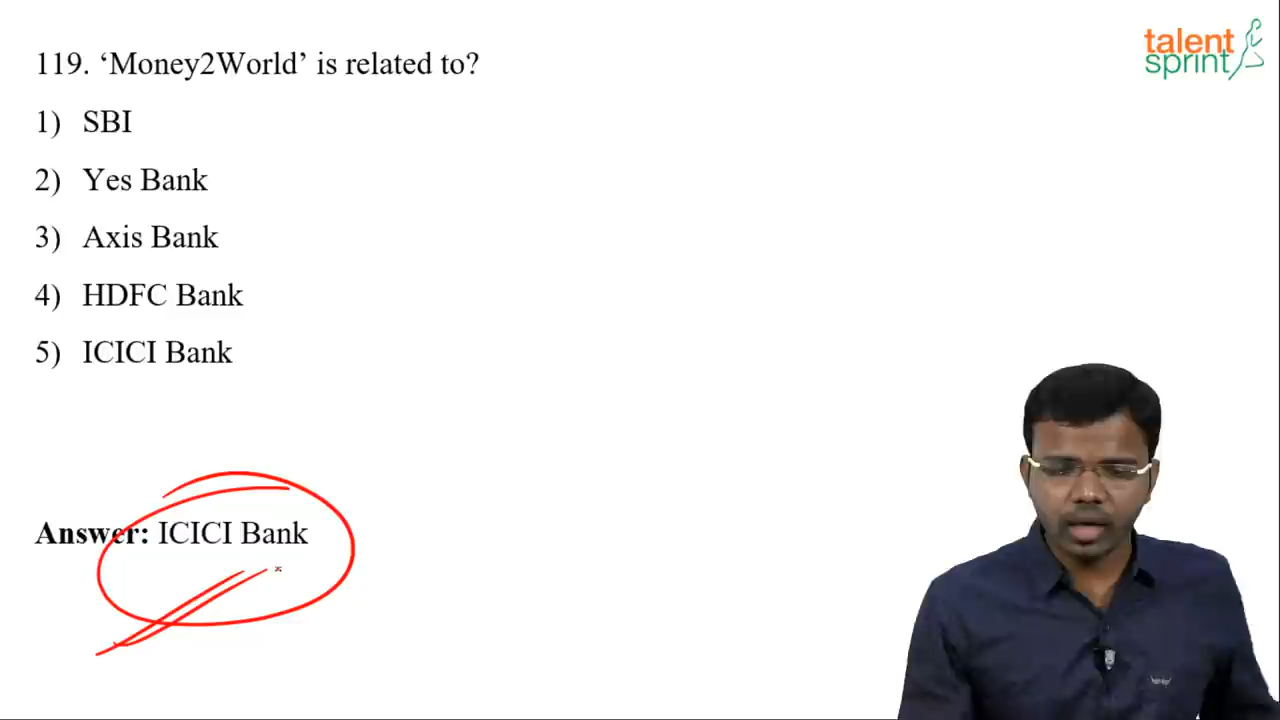 talent
sprint
119. ‘Money2World’ is related to?
1) SBI
2) Yes Bank
3) Axis Bank
4) HDFC Bank
5) ICICI Bank
Answer: ICICI Bank